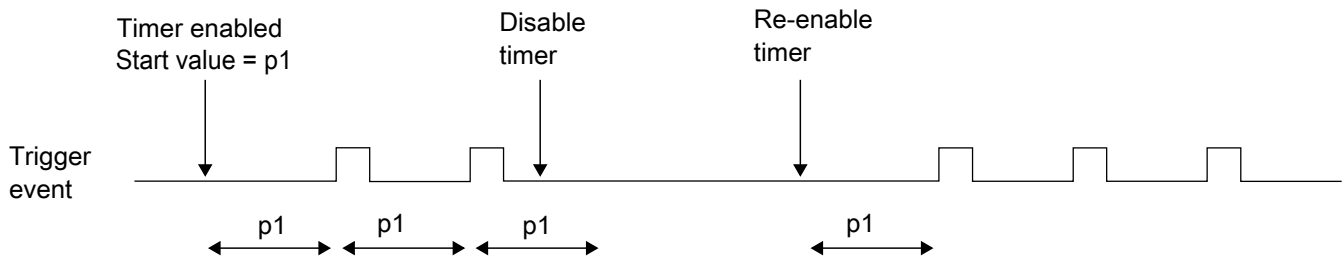 Timer enabled
Start value = p1
Disable
timer
Re-enable
timer
Trigger
event
p1
p1
p1
p1